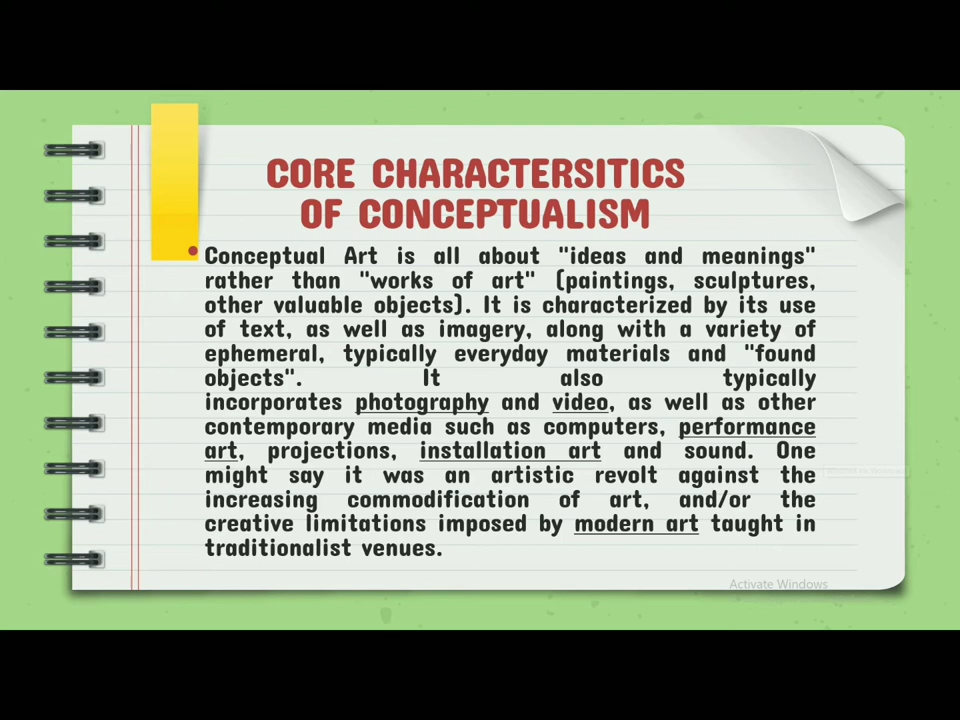 CORE CHARACTERSITICS
OF CONCEPTUALISM
• Conceptual Art is all about "ideas and meanings"
rather than "works of art" (paintings, sculptures,
other valuable objects). It is characterized by its use
of text, as well as imagery, along with a variety of
ephemeral, typically everyday materials and "found
objects". It also typically
incorporates photography and video, as well as other
contemporary media such as computers, performance
art, projections, installation art and sound. One
might say it was an artistic revolt against the
increasing commodification of art, and/or the
creative limitations imposed by modern art taught in
traditionalist venues.
Activate Windows